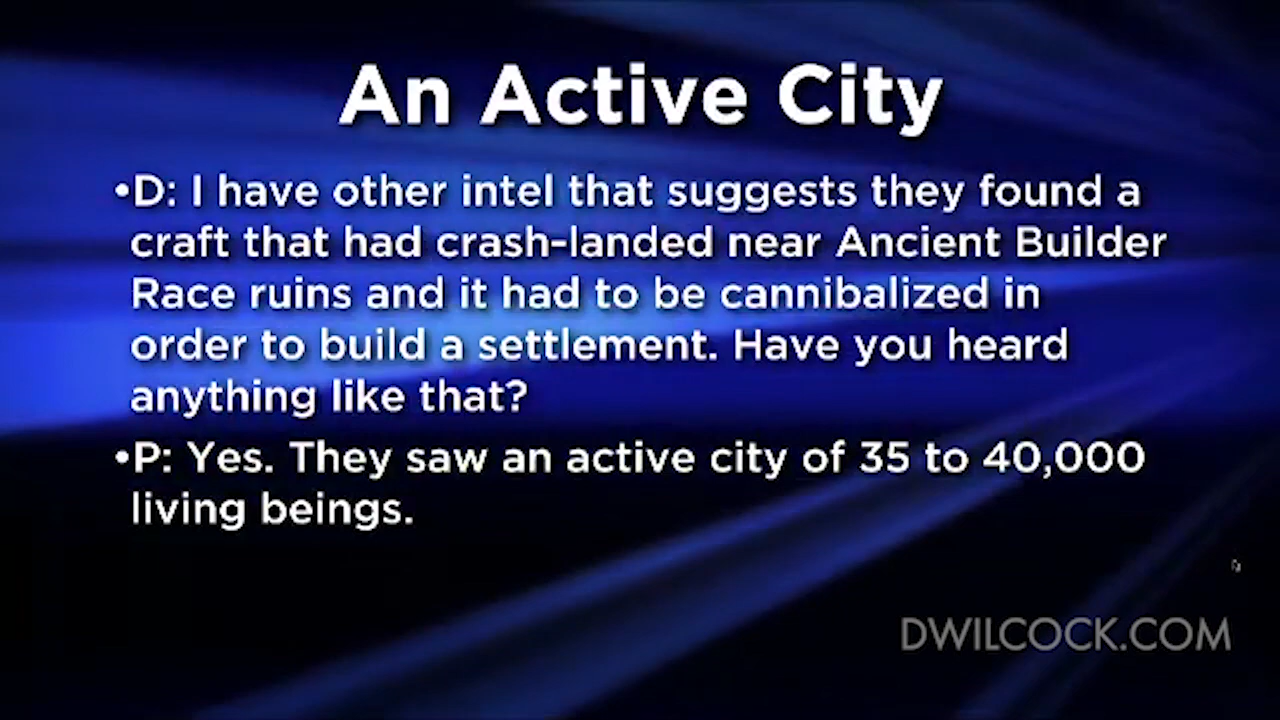 An Active City
•D: I have other intel that suggests they found a
craft that had crash-landed near Ancient Builder
Race ruins and it had to be cannibalized in
order to build a settlement. Have you heard
anything like that?
•P: Yes. They saw an active city of 35 to 40,000
living beings.
DWILCOCK.COM